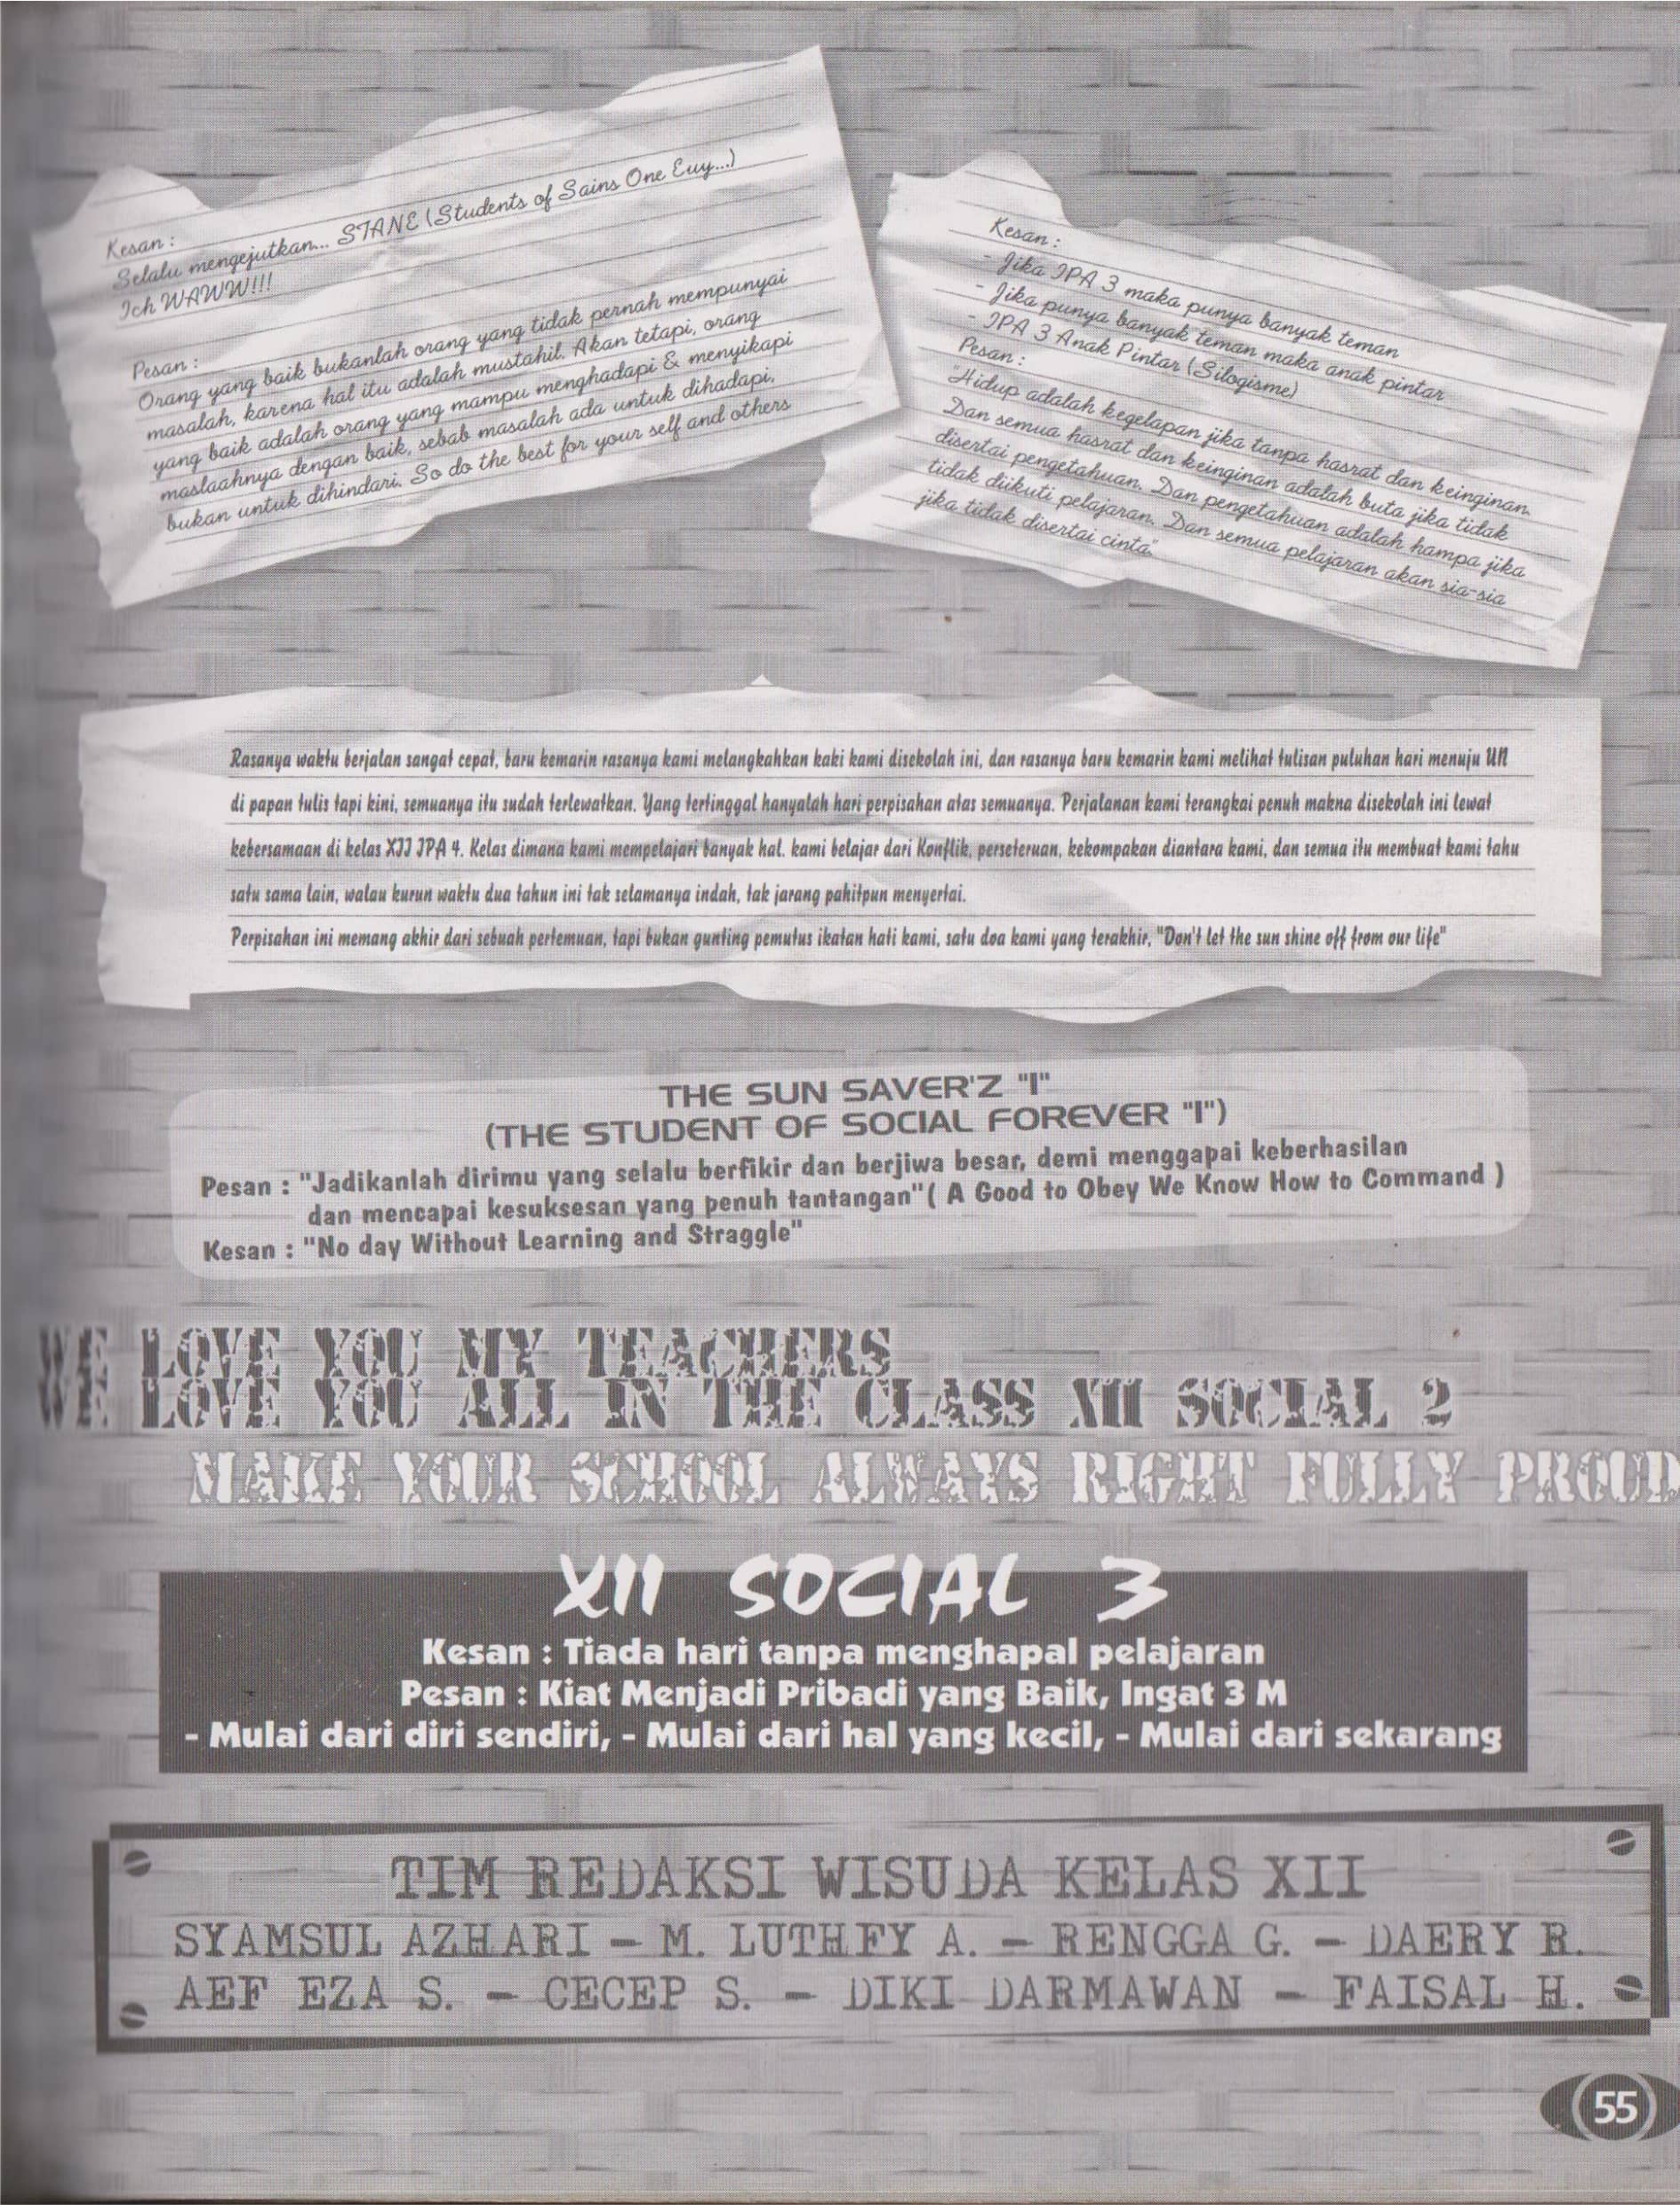 Kesan :
Selalu mengejutkan... STANE (Students of Sains One Euy...)
Ich WAWW!!!
Pesan :
Orang yang baik bukanlah orang yang tidak pernah mempunyai
masalah, karena hal itu adalah mustahil. Akan tetapi, orang
yang baik adalah orang yang mampu menghadapi & menyikapi
maslaahnya dengan baik, sebab masalah ada untuk dihadapi,
bukan untuk dihindari. So do the best for your self and others
Kesan :
- Jika IPA 3 maka punya banyak teman
- Jika punya banyak teman maka anak pintar
- IPA 3 Anak Pintar (Silogisme)
Pesan :
"Hidup adalah kegelapan jika tanpa hasrat dan keinginan.
Dan semua hasrat dan keinginan adalah buta jika tidak
disertai pengetahuan. Dan pengetahuan adalah hampa jika
tidak diikuti pelajaran. Dan semua pelajaran akan sia-sia
jika tidak disertai cinta"
Rasanya waktu berjalan sangat cepat, baru kemarin rasanya kami melangkahkan kaki kami disekolah ini, dan rasanya baru kemarin kami melihat tulisan puluhan hari menuju UN
di papan tulis tapi kini, semuanya itu sudah terlewatkan. Yang tertinggal hanyalah hari perpisahan atas semuanya. Perjalanan kami terangkai penuh makna disekolah ini lewat
kebersamaan di kelas XII IPA 4. Kelas dimana kami mempelajari banyak hal. kami belajar dari Konflik, perseteruan, kekompakan diantara kami, dan semua itu membuat kami tahu
satu sama lain, walau kurun waktu dua tahun ini tak selamanya indah, tak jarang pahitpun menyertai.
Perpisahan ini memang akhir dari sebuah pertemuan, tapi bukan gunting pemutus ikatan hati kami, satu doa kami yang terakhir, "Don't let the sun shine off from our life"
THE SUN SAVER'Z "I"
(THE STUDENT OF SOCIAL FOREVER "I")
Pesan : "Jadikanlah dirimu yang selalu berfikir dan berjiwa besar, demi menggapai keberhasilan
dan mencapai kesuksesan yang penuh tantangan"( A Good to Obey We Know How to Command )
Kesan : "No day Without Learning and Straggle"
WE LOVE YOU MY TEACHERS
WE LOVE YOU ALL IN THE CLASS XII SOCIAL 2
MAKE YOUR SCHOOL ALWAYS RIGHT FULLY PROUD
XII SOCIAL 3
Kesan : Tiada hari tanpa menghapal pelajaran
Pesan : Kiat Menjadi Pribadi yang Baik, Ingat 3 M
- Mulai dari diri sendiri, - Mulai dari hal yang kecil, - Mulai dari sekarang
TIM REDAKSI WISUDA KELAS XII
SYAMSUL AZHARI - M. LUTHFY A. - RENGGA G. - DAERY R.
AEF EZA S. - CECEP S. - DIKI DARMAWAN - FAISAL H.
55